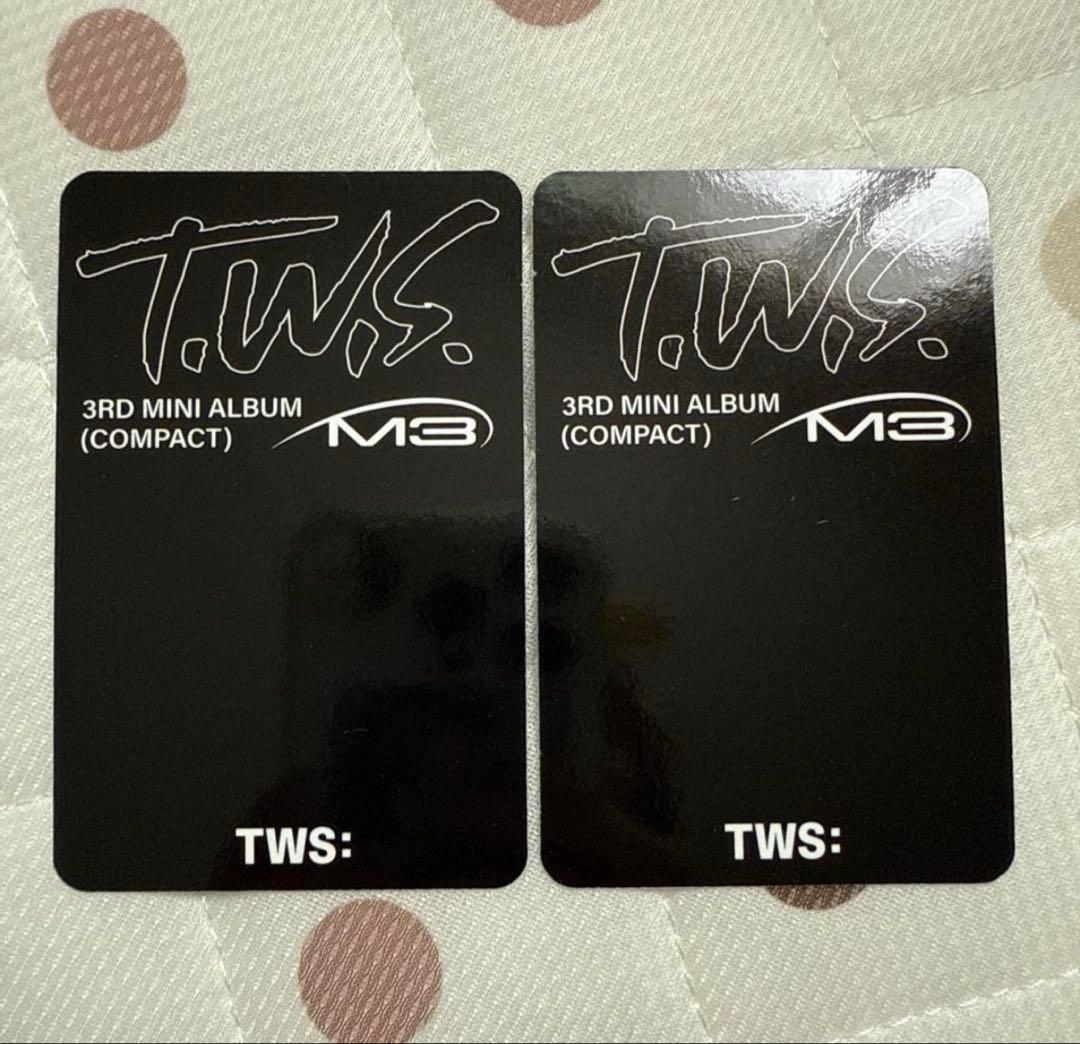 T.W.S.
3RD MINI ALBUM
(COMPACT)
M3
TWS:
T.W.S.
3RD MINI ALBUM
(COMPACT)
M3
TWS: